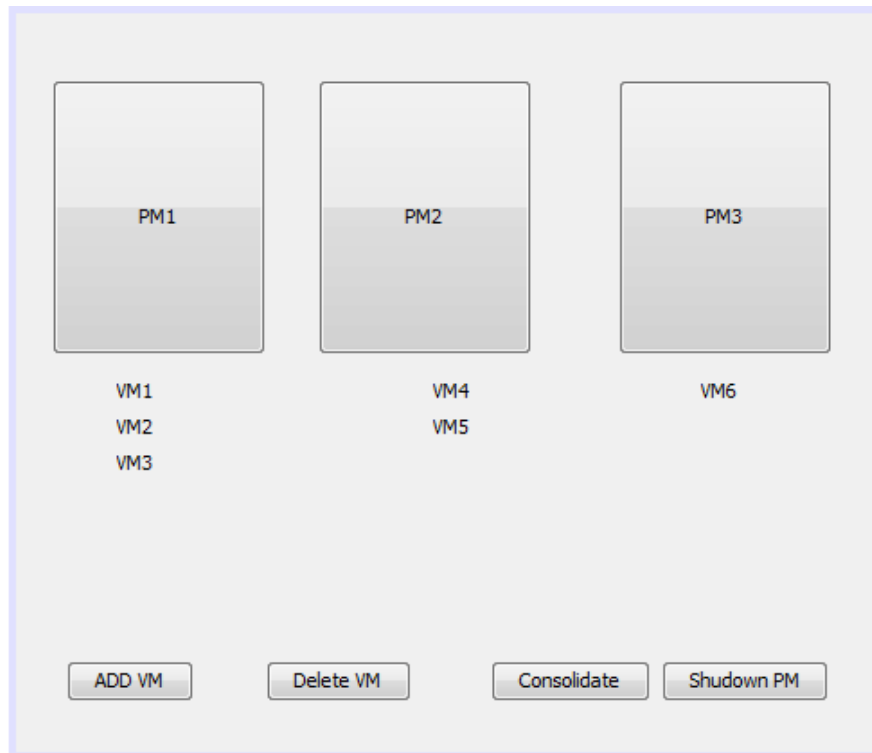 PM1 PM2 PM3
VM1 VM4 VM6
VM2 VM5
VM3
ADD VM Delete VM Consolidate Shudown PM